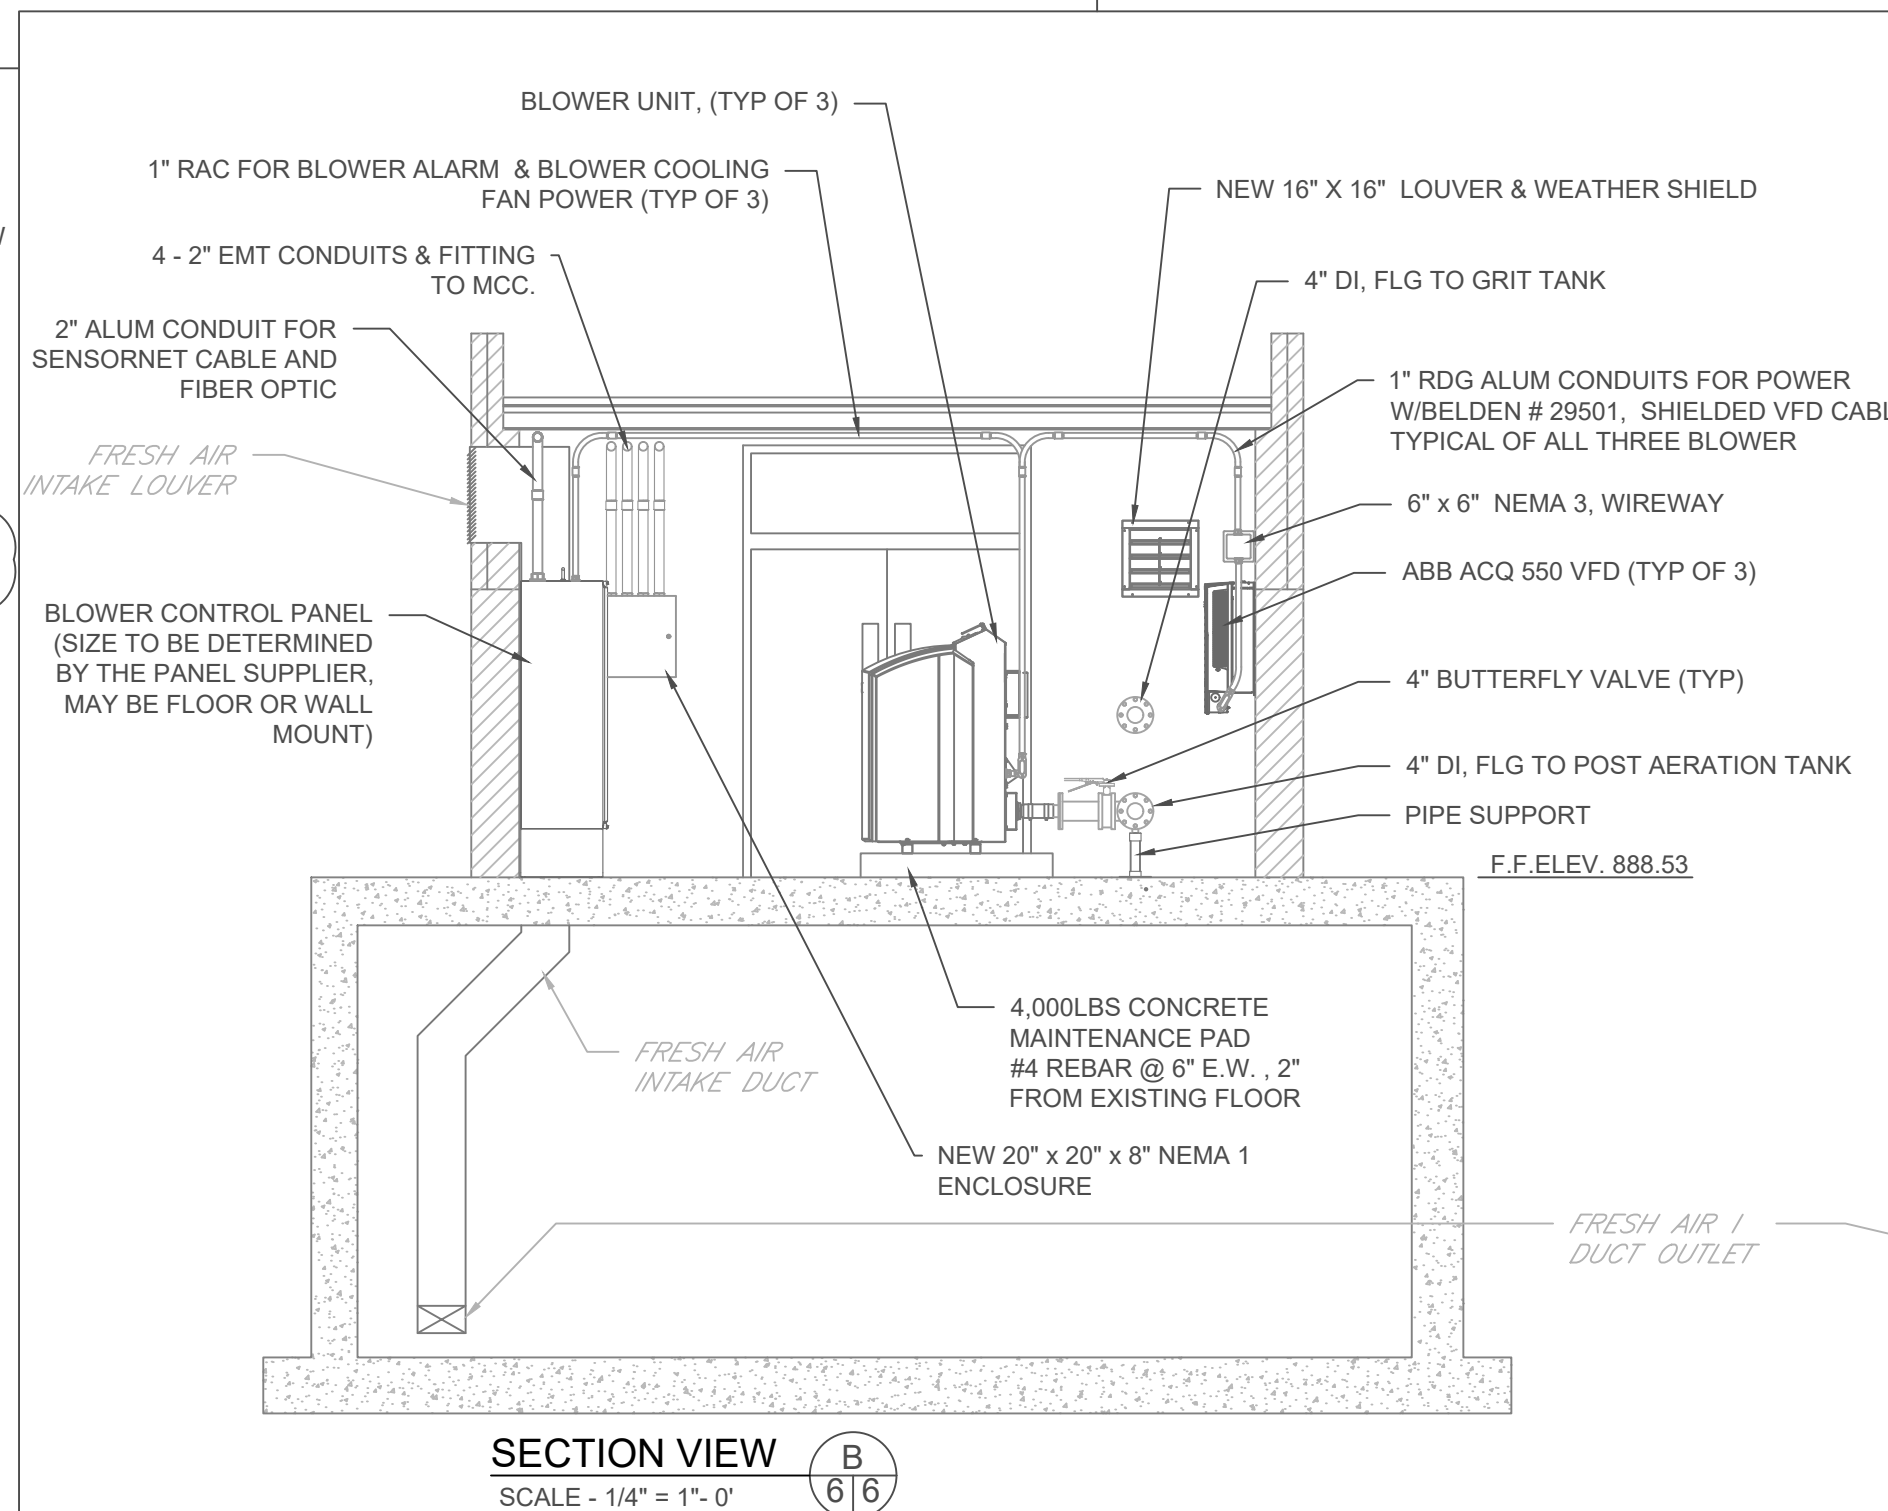 BLOWER UNIT, (TYP OF 3)
1" RAC FOR BLOWER ALARM & BLOWER COOLING
FAN POWER (TYP OF 3)
4 - 2" EMT CONDUITS & FITTING
TO MCC.
2" ALUM CONDUIT FOR
SENSORNET CABLE AND
FIBER OPTIC
FRESH AIR
INTAKE LOUVER
BLOWER CONTROL PANEL
(SIZE TO BE DETERMINED
BY THE PANEL SUPPLIER,
MAY BE FLOOR OR WALL
MOUNT)
NEW 16" X 16" LOUVER & WEATHER SHIELD
4" DI, FLG TO GRIT TANK
1" RDG ALUM CONDUITS FOR POWER
W/BELDEN # 29501, SHIELDED VFD
TYPICAL OF ALL THREE BLOWER
6" x 6" NEMA 3, WIREWAY
ABB ACQ 550 VFD (TYP OF 3)
4" BUTTERFLY VALVE (TYP)
4" DI, FLG TO POST AERATION TANK
PIPE SUPPORT
F.F.ELEV. 888.53
4,000LBS CONCRETE
MAINTENANCE PAD
#4 REBAR @ 6" E.W. , 2"
FROM EXISTING FLOOR
FRESH AIR
INTAKE DUCT
NEW 20" x 20" x 8" NEMA 1
ENCLOSURE
FRESH AIR I
DUCT OUTLET
SECTION VIEW
B
6 6
SCALE - 1/4" = 1"- 0'